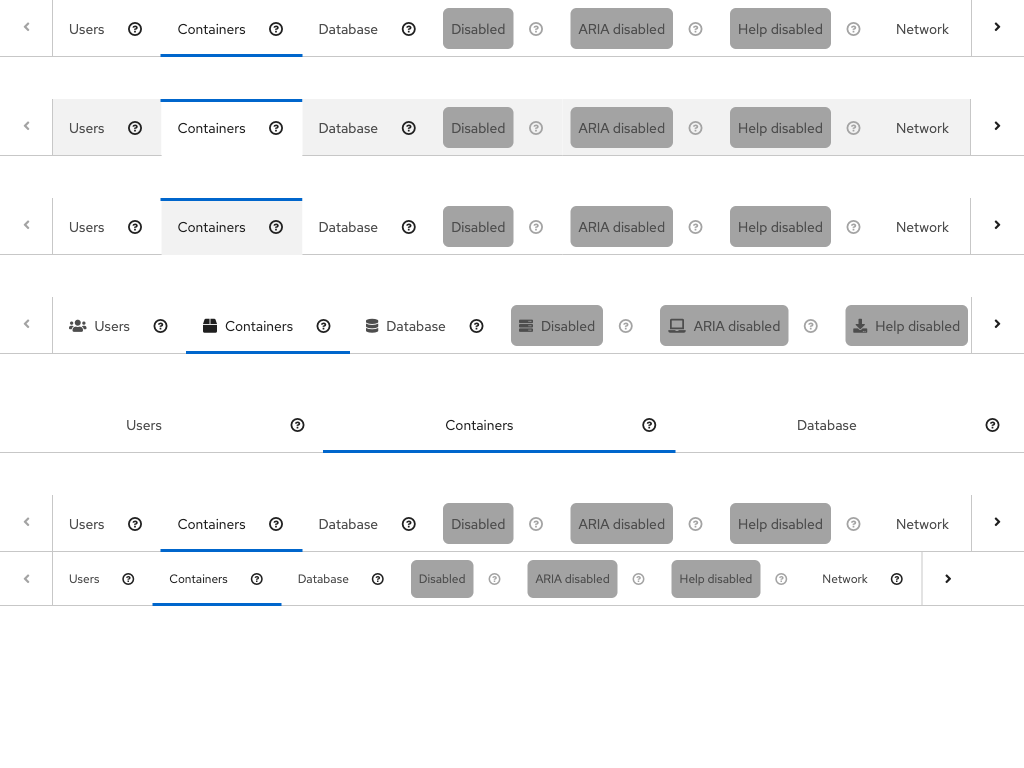 Users Containers Database Disabled ARIA disabled Help disabled Network
Users Containers Database Disabled ARIA disabled Help disabled Network
Users Containers Database Disabled ARIA disabled Help disabled Network
Users Containers Database Disabled ARIA disabled Help disabled
Users Containers Database
Users Containers Database Disabled ARIA disabled Help disabled Network
Users Containers Database Disabled ARIA disabled Help disabled Network